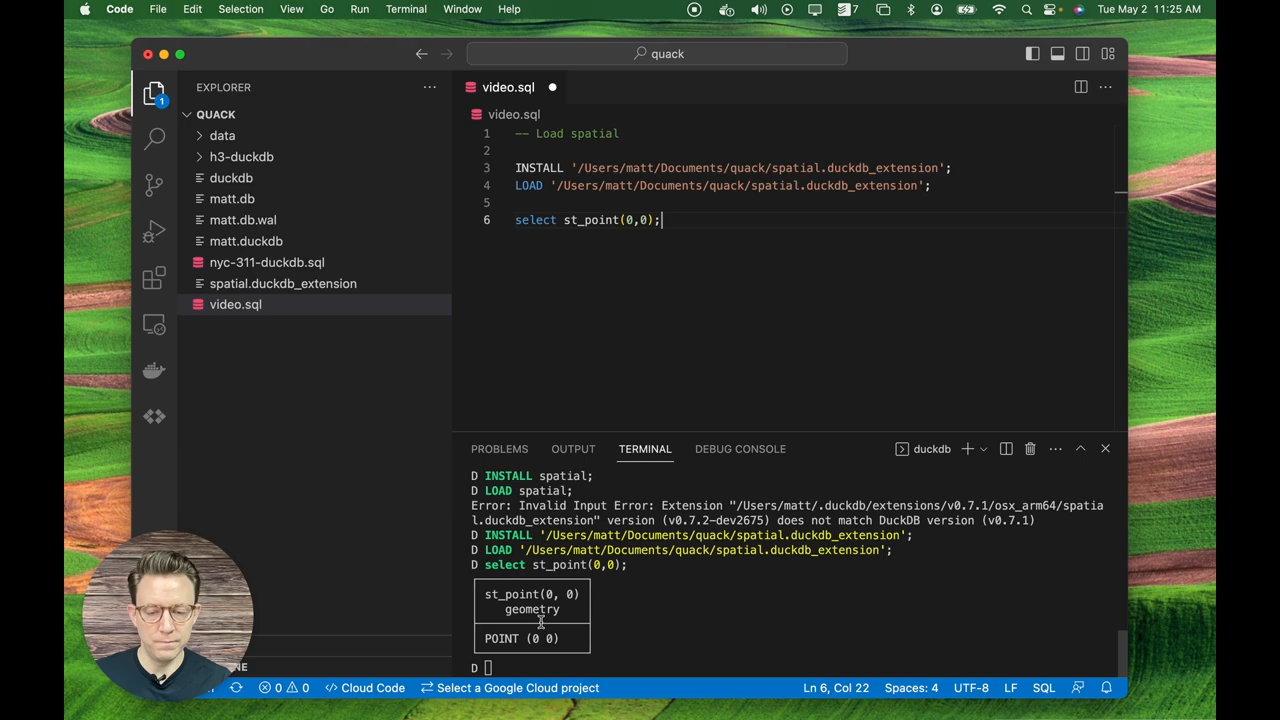 Code File Edit Selection View Go Run Terminal Window Help 7 Tue May 2 11:25 AM
quack
EXPLORER
QUACK
data
h3-duckdb
duckdb
matt.db
matt.db.wal
matt.duckdb
nyc-311-duckdb.sql
spatial.duckdb_extension
video.sql
1
video.sql
video.sql
1 -- Load spatial
2
3 INSTALL '/Users/matt/Documents/quack/spatial.duckdb_extension';
4 LOAD '/Users/matt/Documents/quack/spatial.duckdb_extension';
5
6 select st_point(0,0);
PROBLEMS OUTPUT TERMINAL DEBUG CONSOLE duckdb
D INSTALL spatial;
D LOAD spatial;
Error: Invalid Input Error: Extension "/Users/matt/.duckdb/extensions/v0.7.1/osx_arm64/spatia
l.duckdb_extension" version (v0.7.2-dev2675) does not match DuckDB version (v0.7.1)
D INSTALL '/Users/matt/Documents/quack/spatial.duckdb_extension';
D LOAD '/Users/matt/Documents/quack/spatial.duckdb_extension';
D select st_point(0,0);
st_point(0, 0)
geometry
POINT (0 0)
D
NE
0 0 Cloud Code Select a Google Cloud project Ln 6, Col 22 Spaces: 4 UTF-8 LF SQL